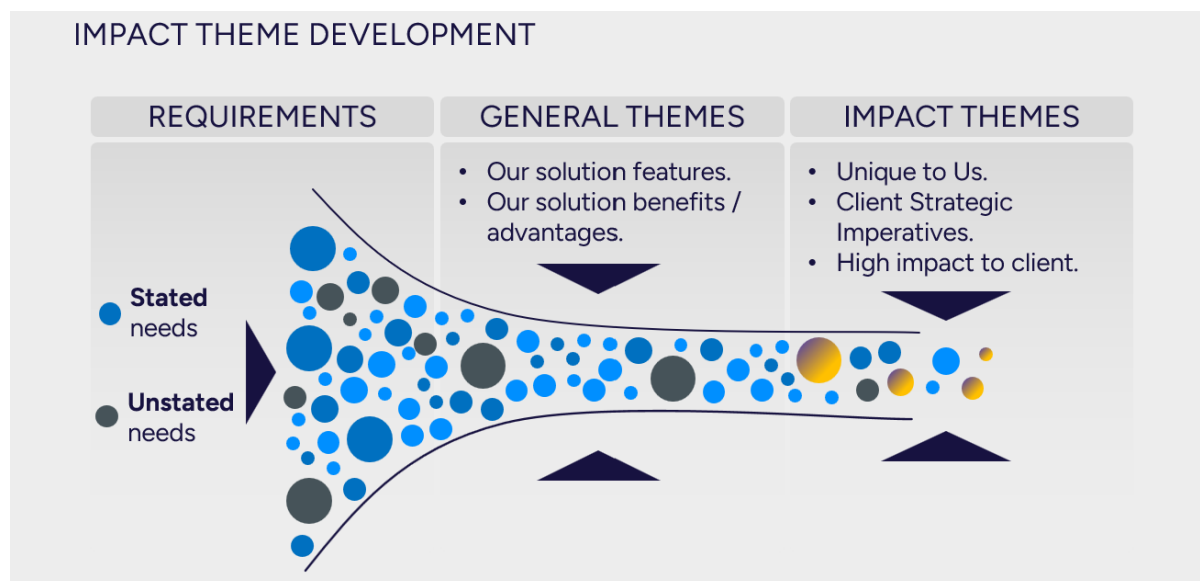 IMPACT THEME DEVELOPMENT
REQUIREMENTS
GENERAL THEMES
IMPACT THEMES
• Our solution features.
• Our solution benefits /
advantages.
• Unique to Us.
• Client Strategic
Imperatives.
• High impact to client.
Stated
needs
Unstated
needs